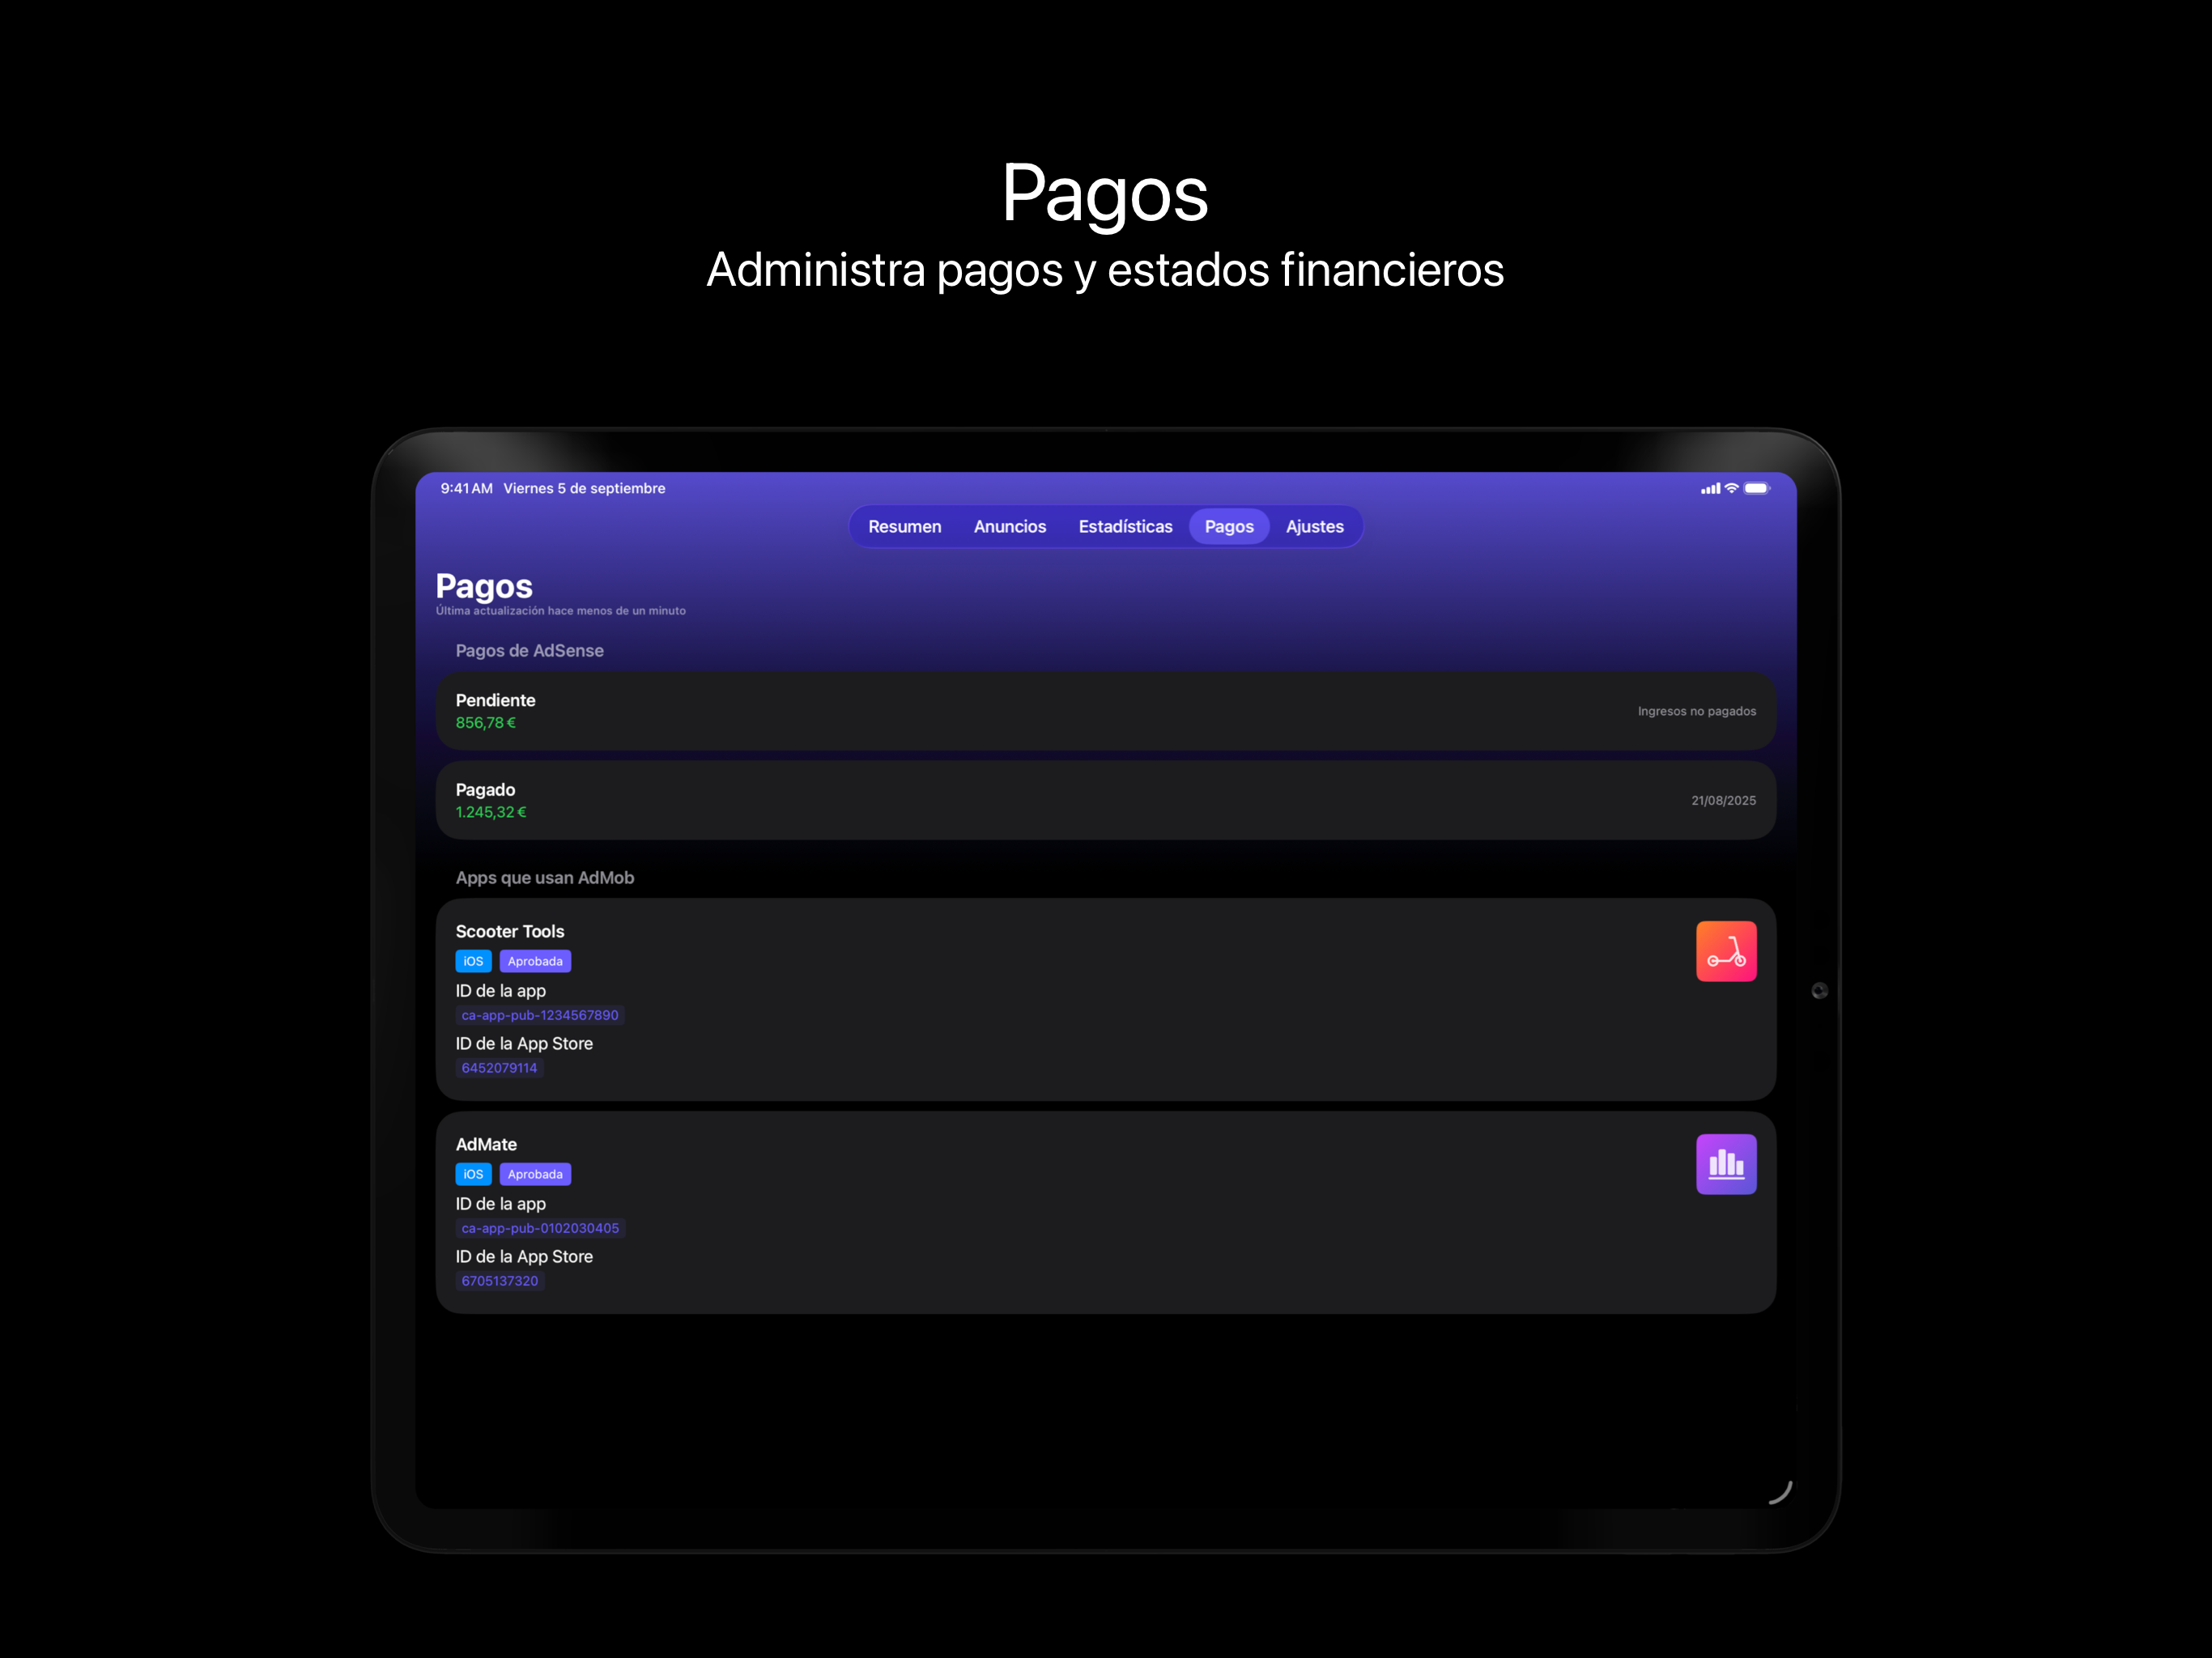 Pagos
Administra pagos y estados financieros
9:41 AM Viernes 5 de septiembre
Resumen Anuncios Estadísticas Pagos Ajustes
Pagos
Última actualización hace menos de un minuto
Pagos de AdSense
Pendiente
856,78 €
Ingresos no pagados
Pagado
1.245,32 €
21/08/2025
Apps que usan AdMob
Scooter Tools
iOS Aprobada
ID de la app
ca-app-pub-1234567890
ID de la App Store
6452079114
AdMate
iOS Aprobada
ID de la app
ca-app-pub-0102030405
ID de la App Store
6705137320